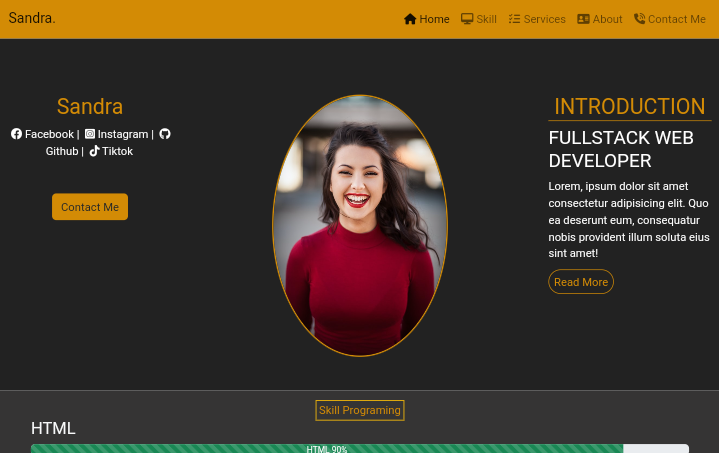 Sandra.
Home Skill Services About Contact Me
Sandra
Facebook | Instagram |
Github | Tiktok
Contact Me
INTRODUCTION
FULLSTACK WEB
DEVELOPER
Lorem, ipsum dolor sit amet
consectetur adipisicing elit. Quo
ea deserunt eum, consequatur
nobis provident illum soluta eius
sint amet!
Read More
Skill Programing
HTML
HTML 90%